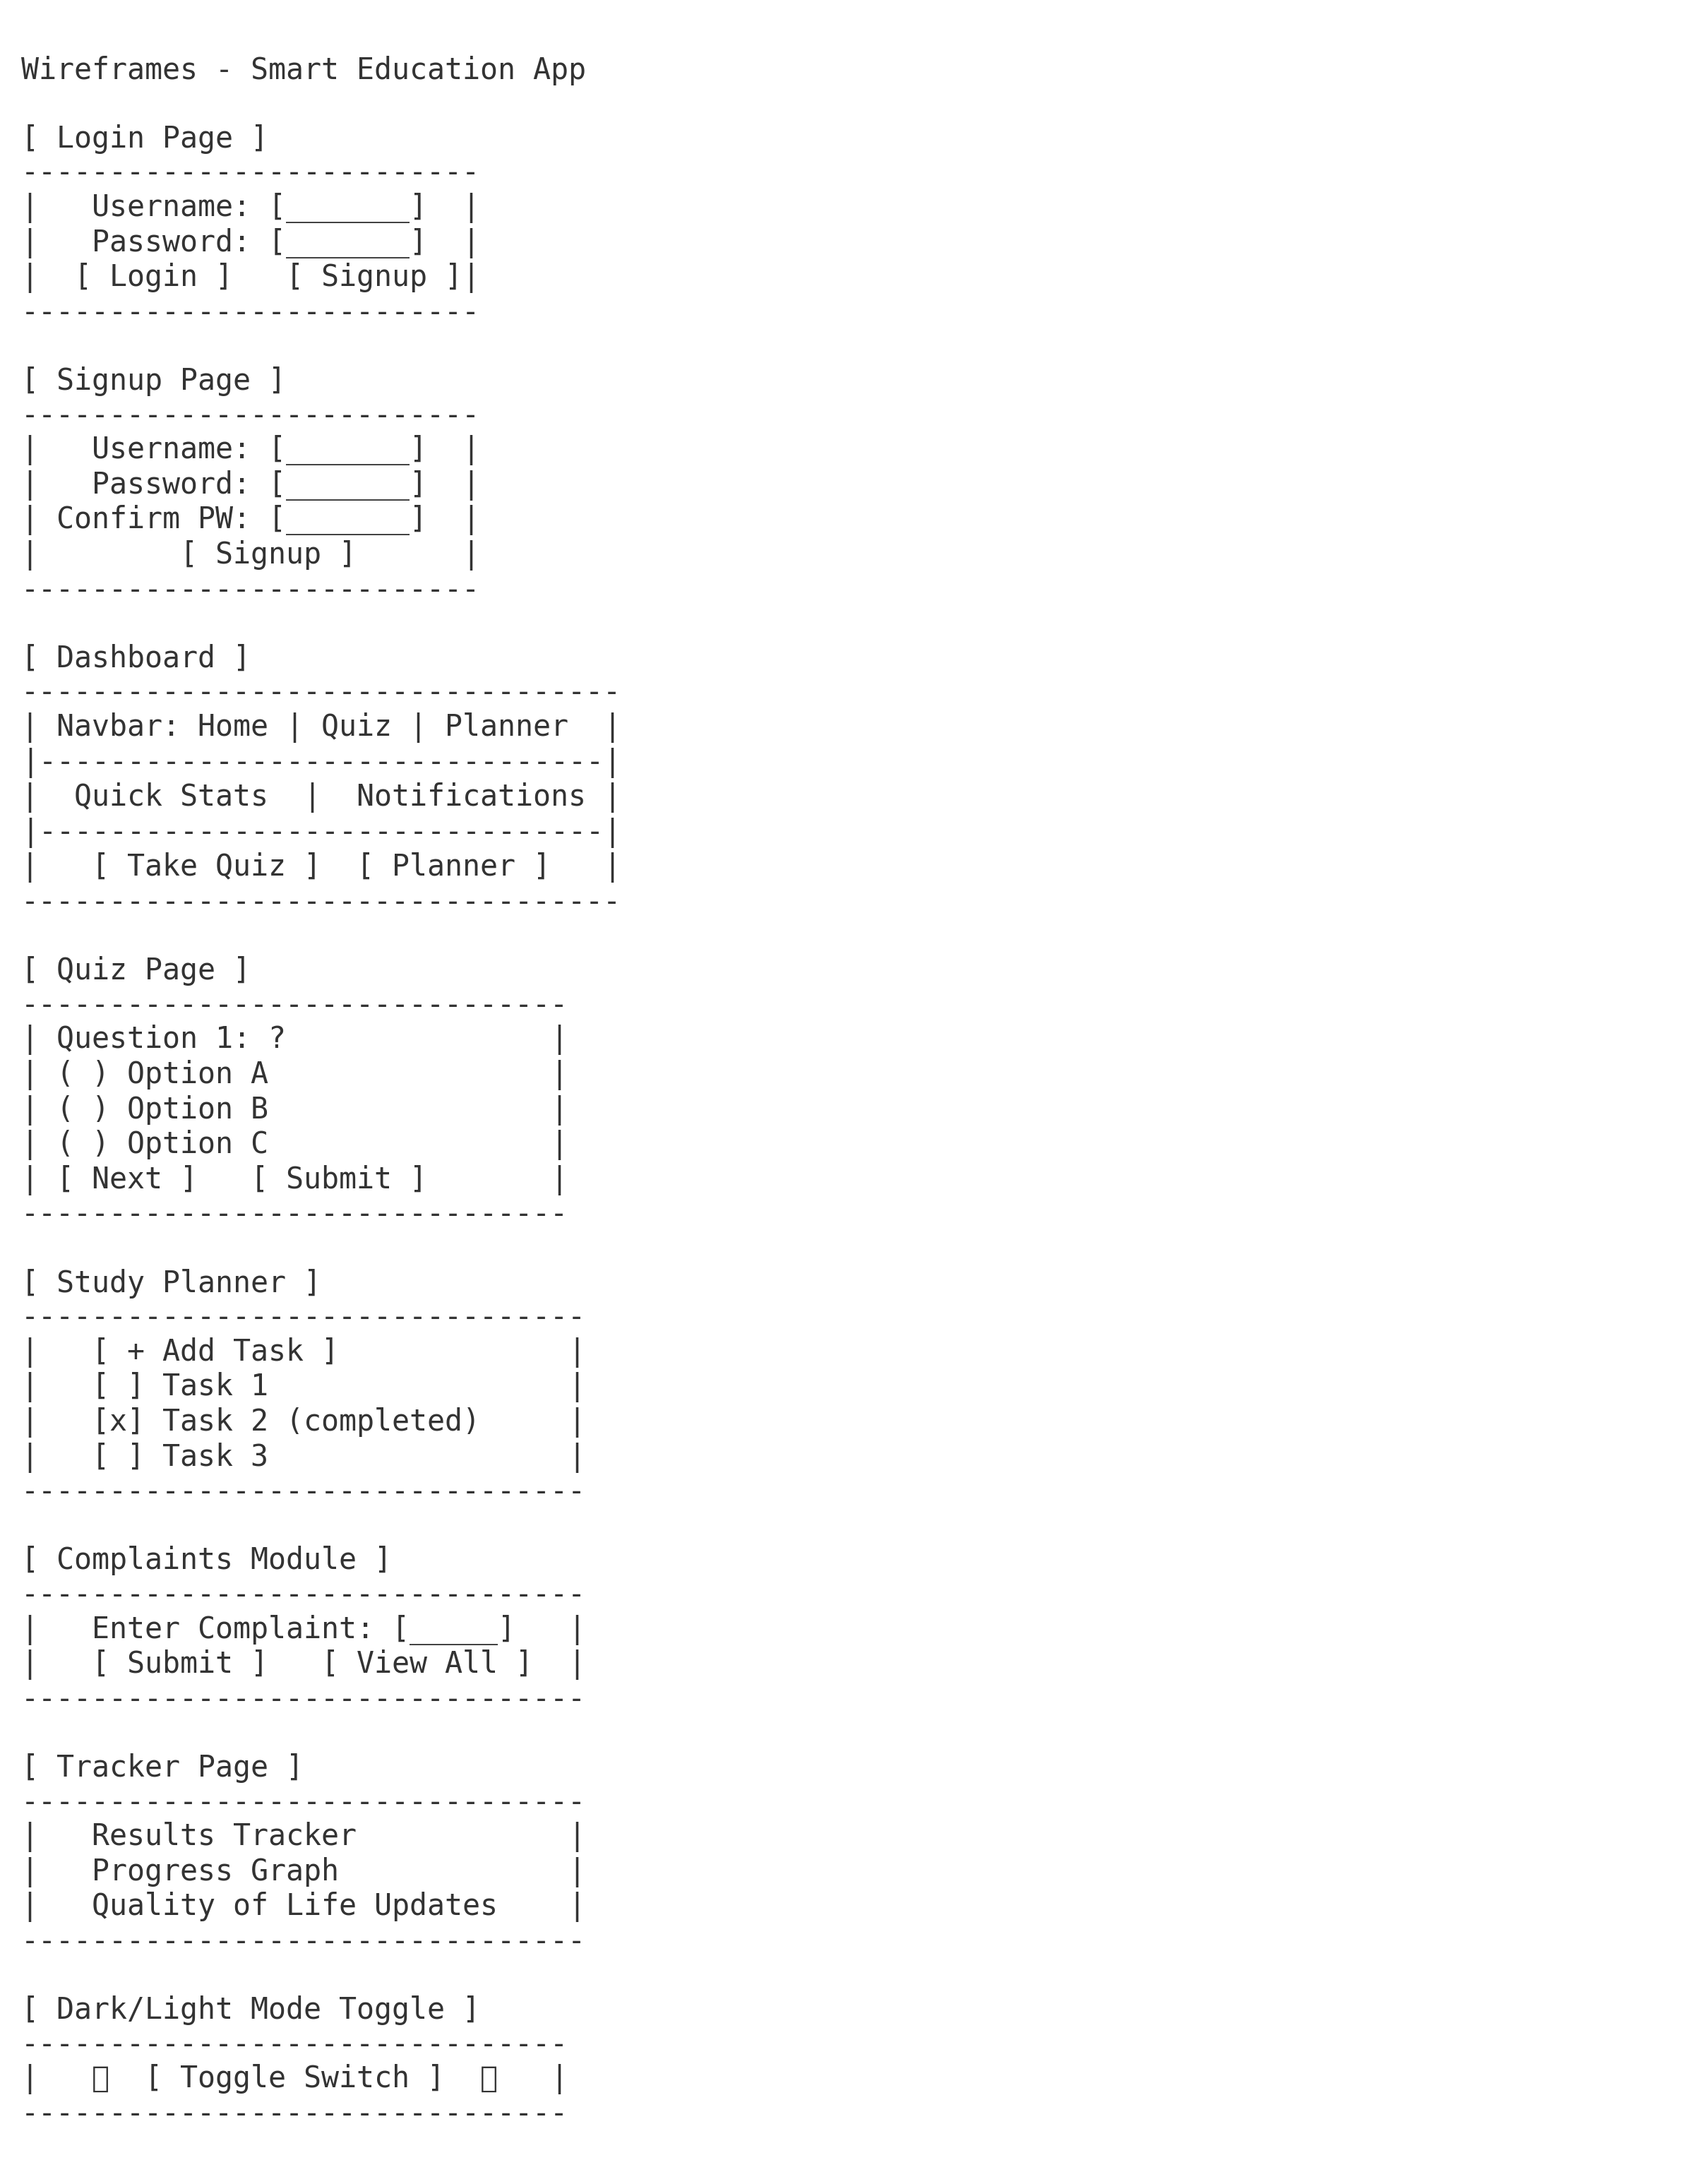 Wireframes - Smart Education App

[ Login Page ]
--------------------------
|   Username: [_______]  |
|   Password: [_______]  |
|  [ Login ]   [ Signup ]|
--------------------------

[ Signup Page ]
--------------------------
|   Username: [_______]  |
|   Password: [_______]  |
| Confirm PW: [_______]  |
|        [ Signup ]      |
--------------------------

[ Dashboard ]
----------------------------------
| Navbar: Home | Quiz | Planner  |
|--------------------------------|
|  Quick Stats  |  Notifications |
|--------------------------------|
|   [ Take Quiz ]  [ Planner ]   |
----------------------------------

[ Quiz Page ]
-------------------------------
| Question 1: ?               |
| ( ) Option A                |
| ( ) Option B                |
| ( ) Option C                |
| [ Next ]   [ Submit ]       |
-------------------------------

[ Study Planner ]
--------------------------------
|   [ + Add Task ]             |
|   [ ] Task 1                 |
|   [x] Task 2 (completed)     |
|   [ ] Task 3                 |
--------------------------------

[ Complaints Module ]
--------------------------------
|   Enter Complaint: [_____]   |
|   [ Submit ]   [ View All ]  |
--------------------------------

[ Tracker Page ]
--------------------------------
|   Results Tracker            |
|   Progress Graph             |
|   Quality of Life Updates    |
--------------------------------

[ Dark/Light Mode Toggle ]
-------------------------------
|   ▯  [ Toggle Switch ]  ▯   |
-------------------------------